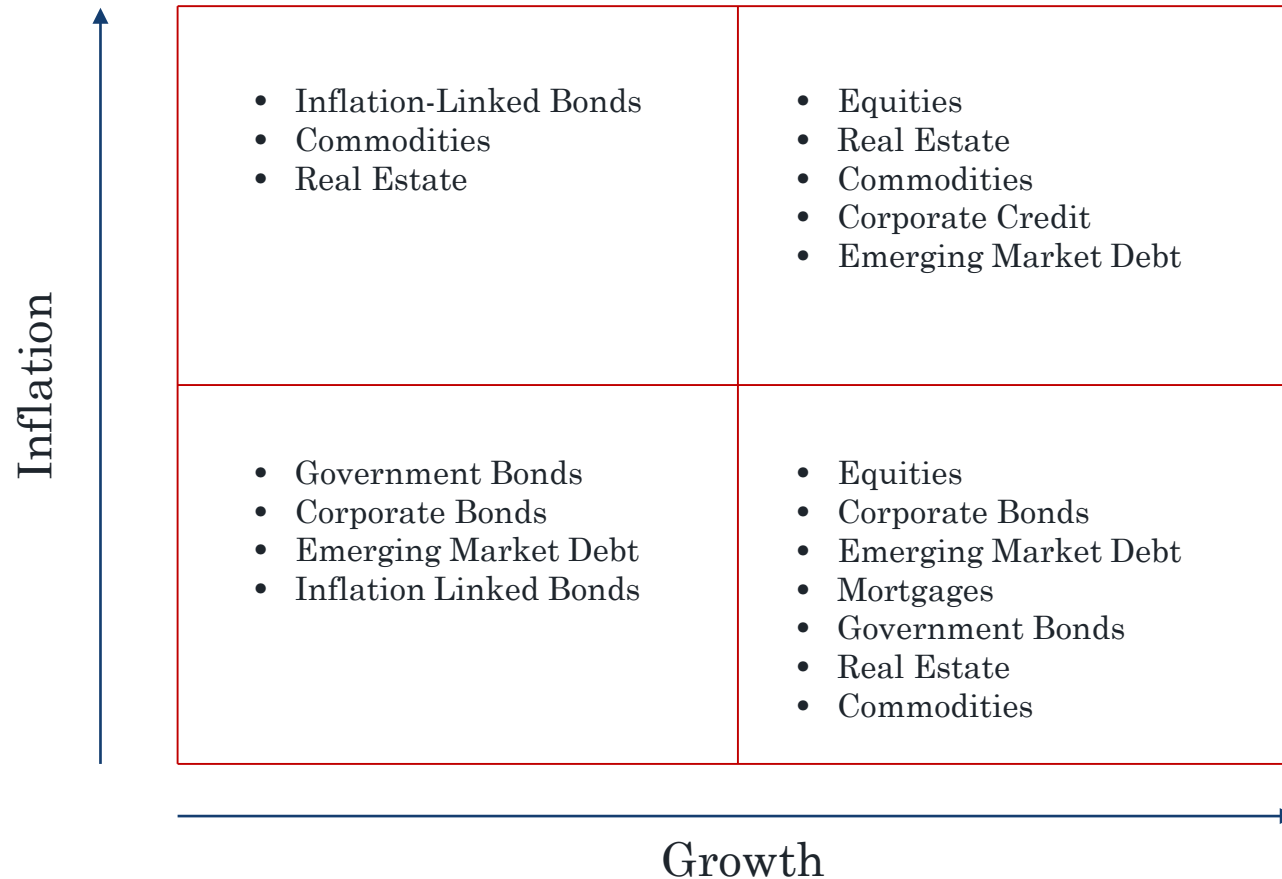 Inflation
• Inflation-Linked Bonds
• Commodities
• Real Estate
• Equities
• Real Estate
• Commodities
• Corporate Credit
• Emerging Market Debt
• Government Bonds
• Corporate Bonds
• Emerging Market Debt
• Inflation Linked Bonds
• Equities
• Corporate Bonds
• Emerging Market Debt
• Mortgages
• Government Bonds
• Real Estate
• Commodities
Growth